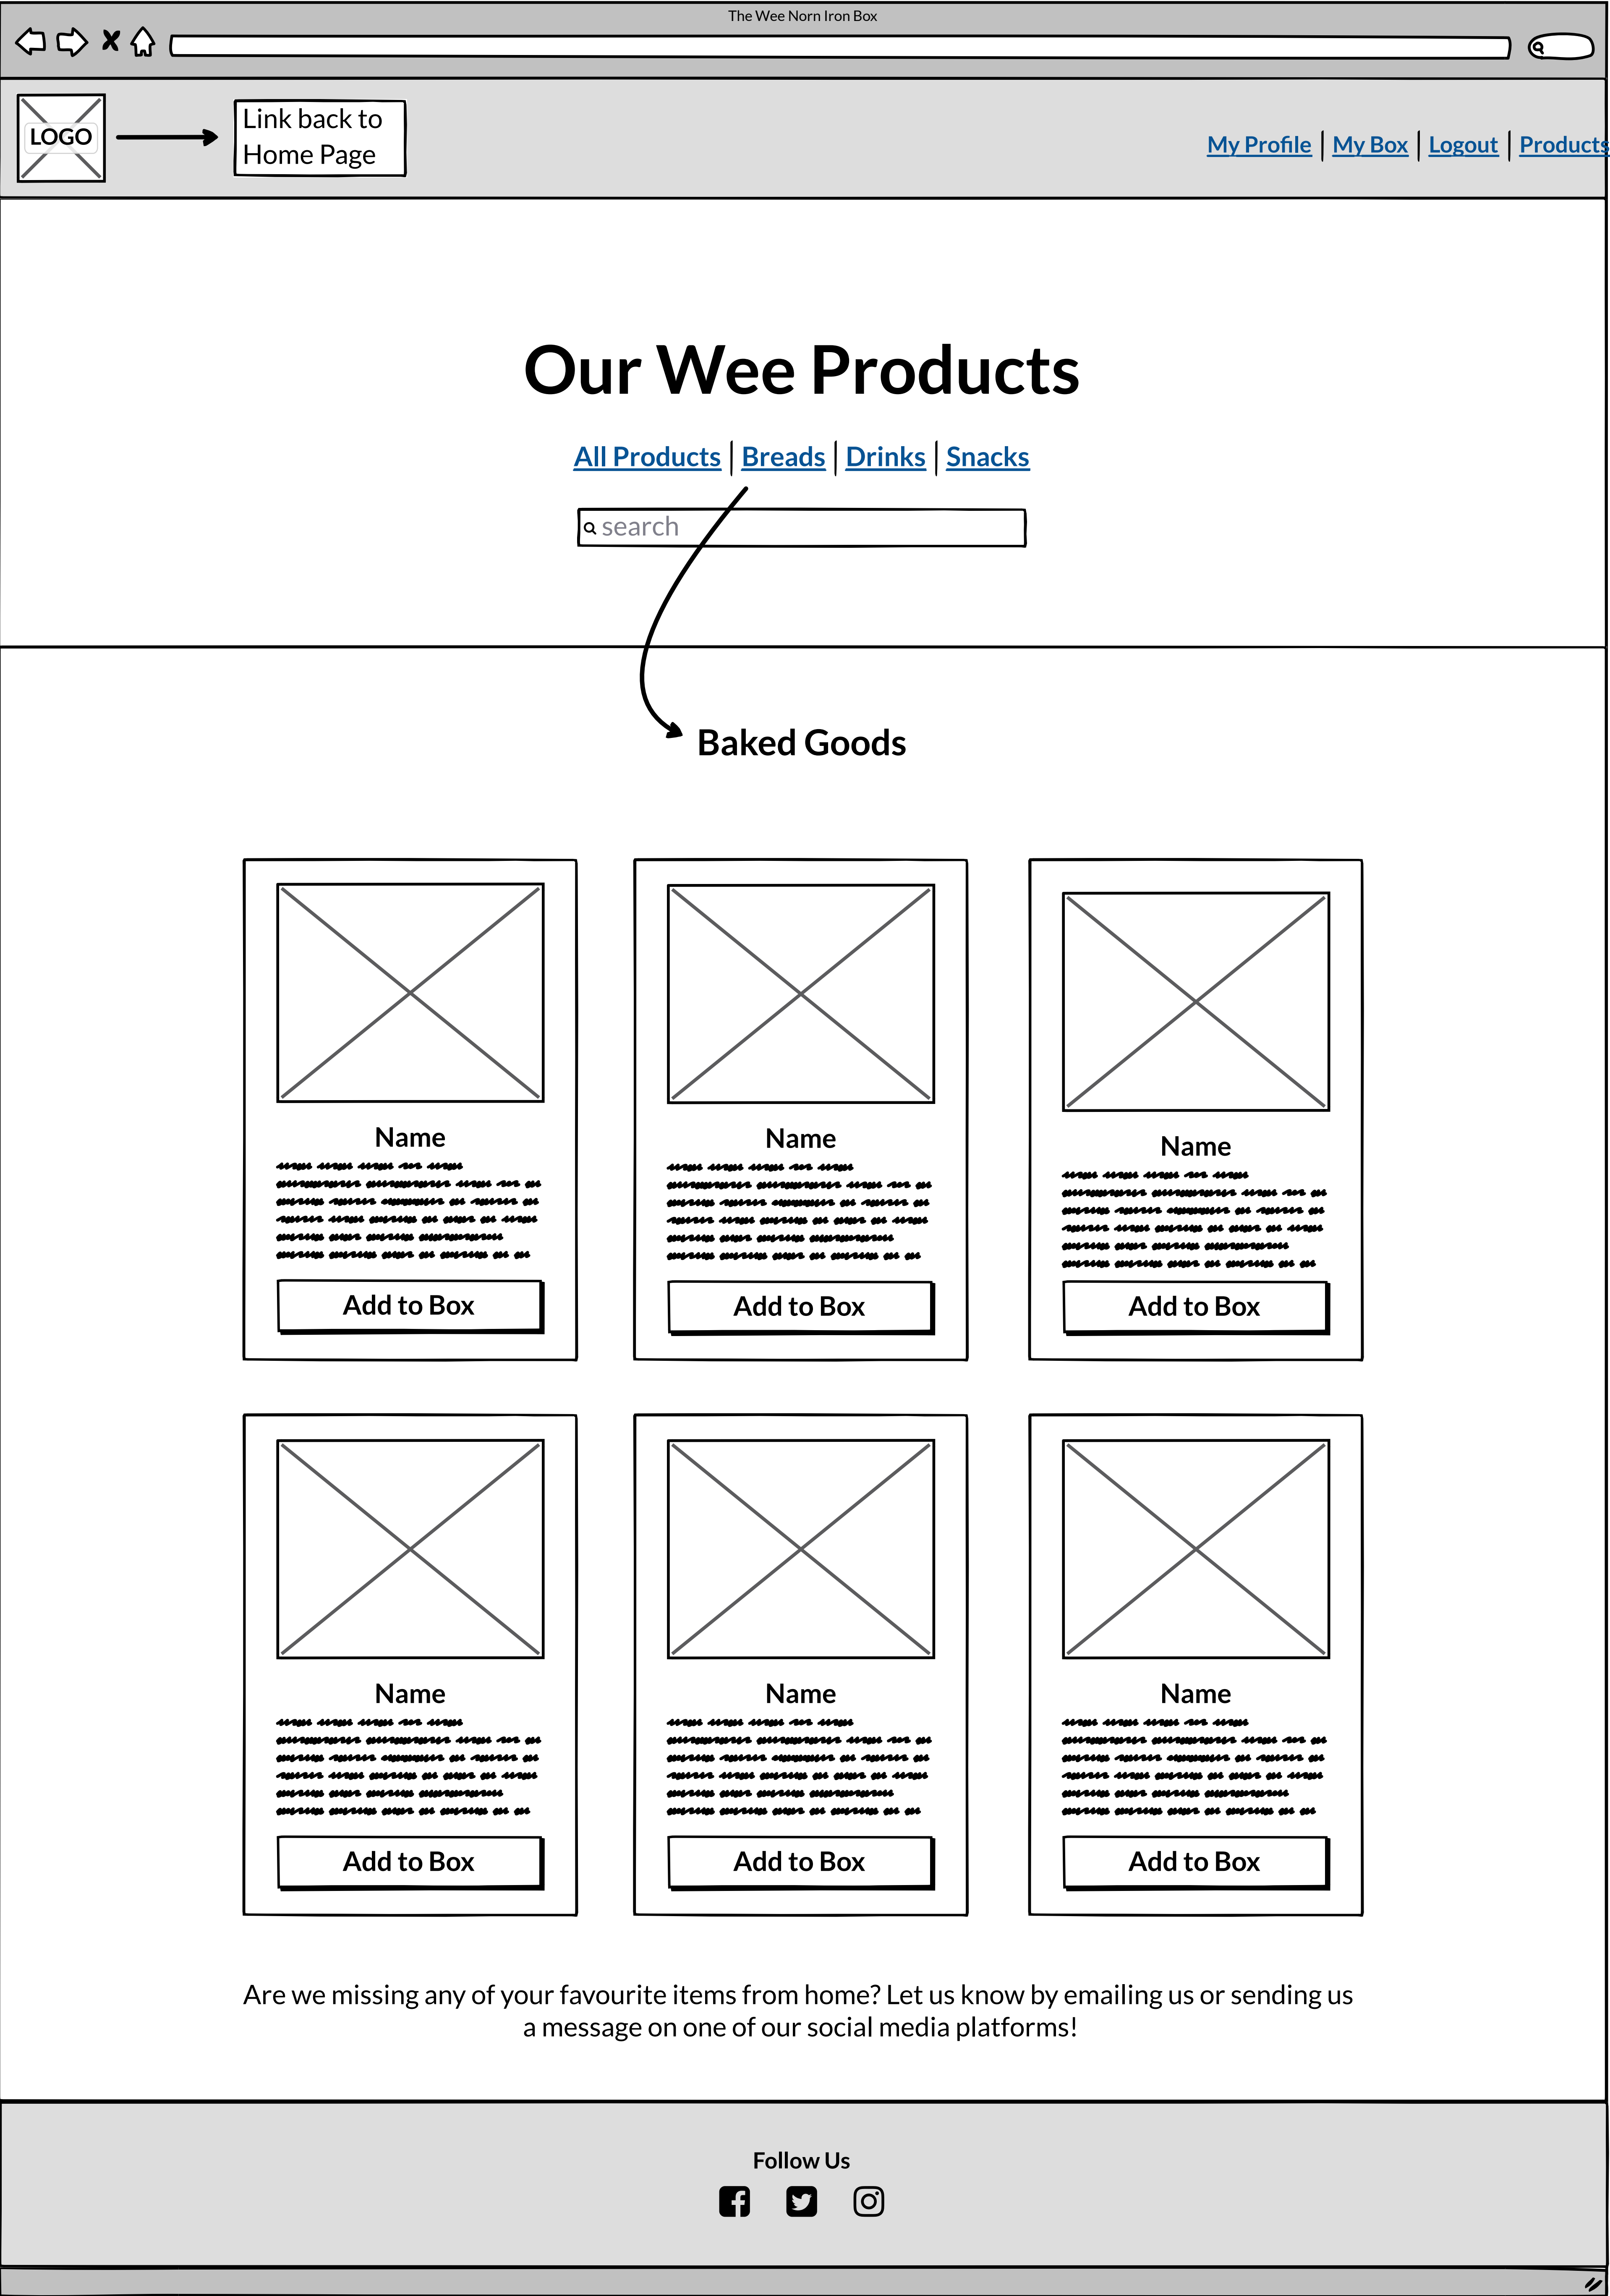 The Wee Norn Iron Box
LOGO
Link back to
Home Page
My Profile | My Box | Logout | Products
Our Wee Products
All Products | Breads | Drinks | Snacks
search
Baked Goods
Name
Add to Box
Name
Add to Box
Name
Add to Box
Name
Add to Box
Name
Add to Box
Name
Add to Box
Are we missing any of your favourite items from home? Let us know by emailing us or sending us
a message on one of our social media platforms!
Follow Us